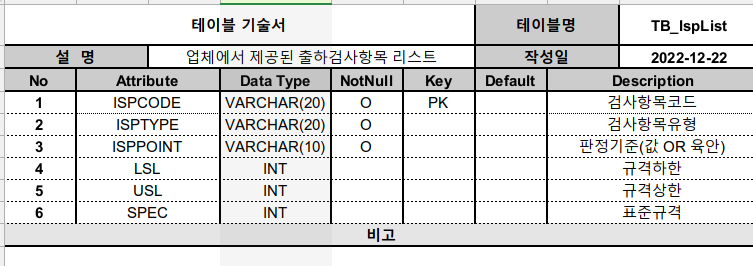 테이블 기술서 테이블명 TB_IspList
설 명 업체에서 제공된 출하검사항목 리스트 작성일 2022-12-22
No Attribute Data Type NotNull Key Default Description
1 ISPCODE VARCHAR(20) O PK 검사항목코드
2 ISPTYPE VARCHAR(20) O 검사항목유형
3 ISPPOINT VARCHAR(10) O 판정기준(값 OR 육안)
4 LSL INT 규격하한
5 USL INT 규격상한
6 SPEC INT 표준규격
비고